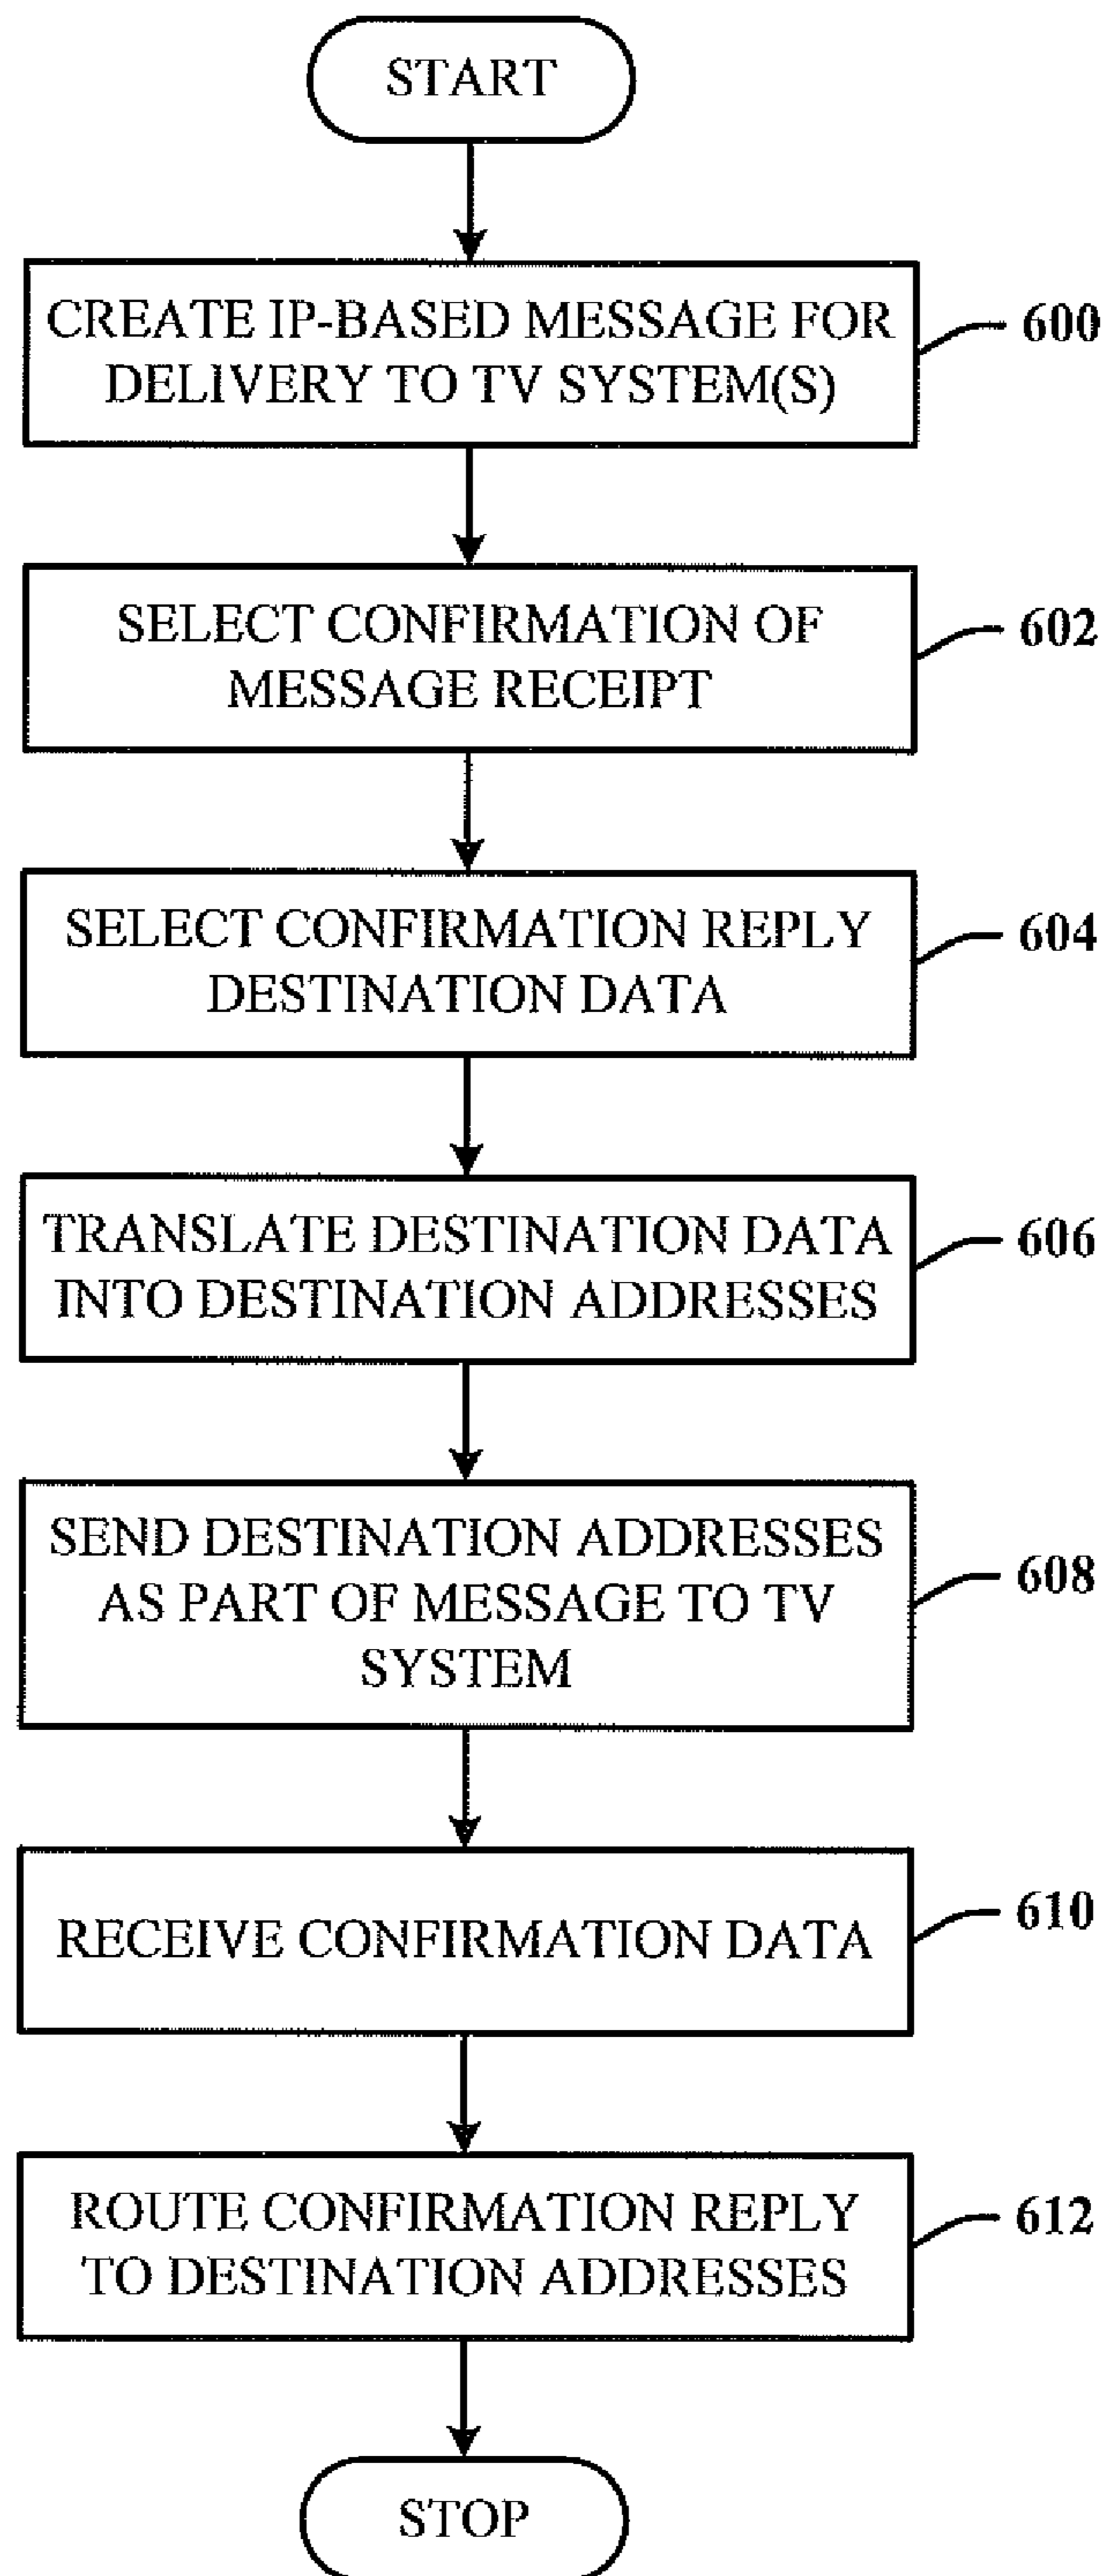 START
CREATE IP-BASED MESSAGE FOR
DELIVERY TO TV SYSTEM(S)
600
SELECT CONFIRMATION OF
MESSAGE RECEIPT
602
SELECT CONFIRMATION REPLY
DESTINATION DATA
604
TRANSLATE DESTINATION DATA
INTO DESTINATION ADDRESSES
606
SEND DESTINATION ADDRESSES
AS PART OF MESSAGE TO TV
SYSTEM
608
RECEIVE CONFIRMATION DATA
610
ROUTE CONFIRMATION REPLY
TO DESTINATION ADDRESSES
612
STOP